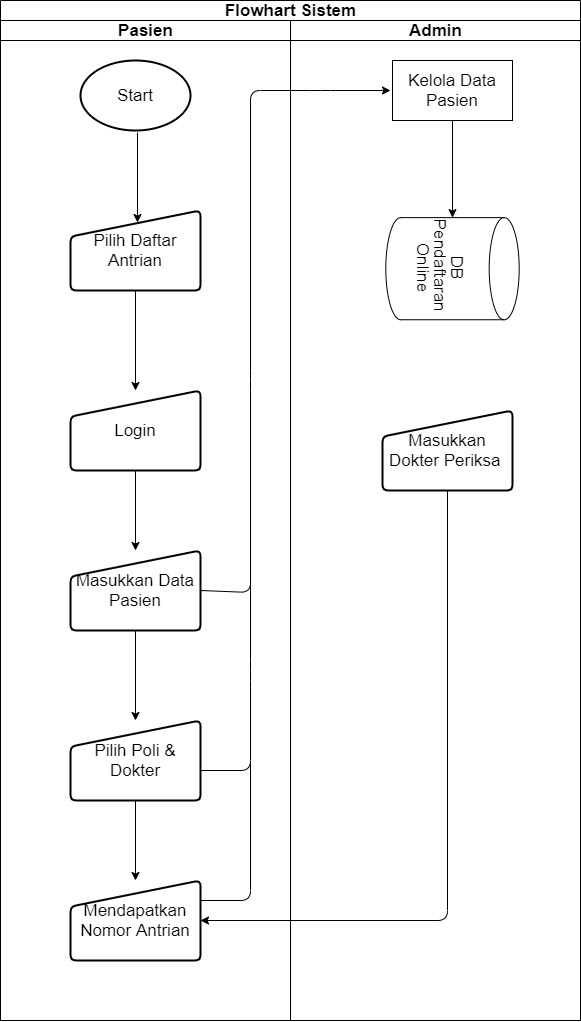 Flowhart Sistem
Pasien
Admin
Start
Pilih Daftar
Antrian
Login
Masukkan Data
Pasien
Pilih Poli &
Dokter
Mendapatkan
Nomor Antrian
Kelola Data
Pasien
DB
Pendaftaran
Online
Masukkan
Dokter Periksa